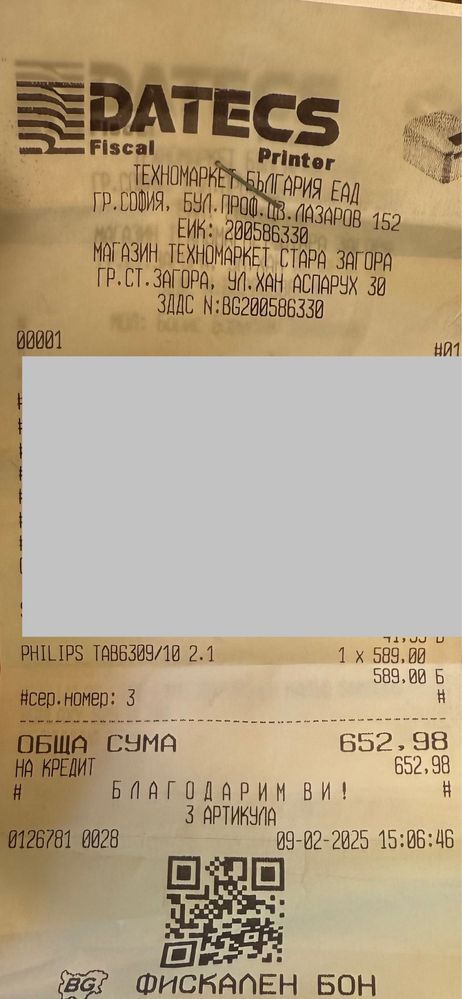 DATECS
Fiscal Printer
ТЕХНОМАРКЕТ БЪЛГАРИЯ ЕАД
ГР.СОФИЯ, БУЛ.ПРОФ.ЦВ.ЛАЗАРОВ 152
ЕИК: 200586330
МАГАЗИН ТЕХНОМАРКЕТ СТАРА ЗАГОРА
ГР.СТ.ЗАГОРА, УЛ.ХАН АСПАРУХ 30
ЗДДС N:BG200586330
00001 #01
#
#
#
#
#
#
#
PHILIPS TAB6309/10 2.1 1 x 589.00
589.00 Б
#сер.номер: 3 #
ОБЩА СУМА 652,98
НА КРЕДИТ 652,98
# БЛАГОДАРИМ ВИ! #
3 АРТИКУЛА
0126781 0028 09-02-2025 15:06:46
BG ФИСКАЛЕН БОН